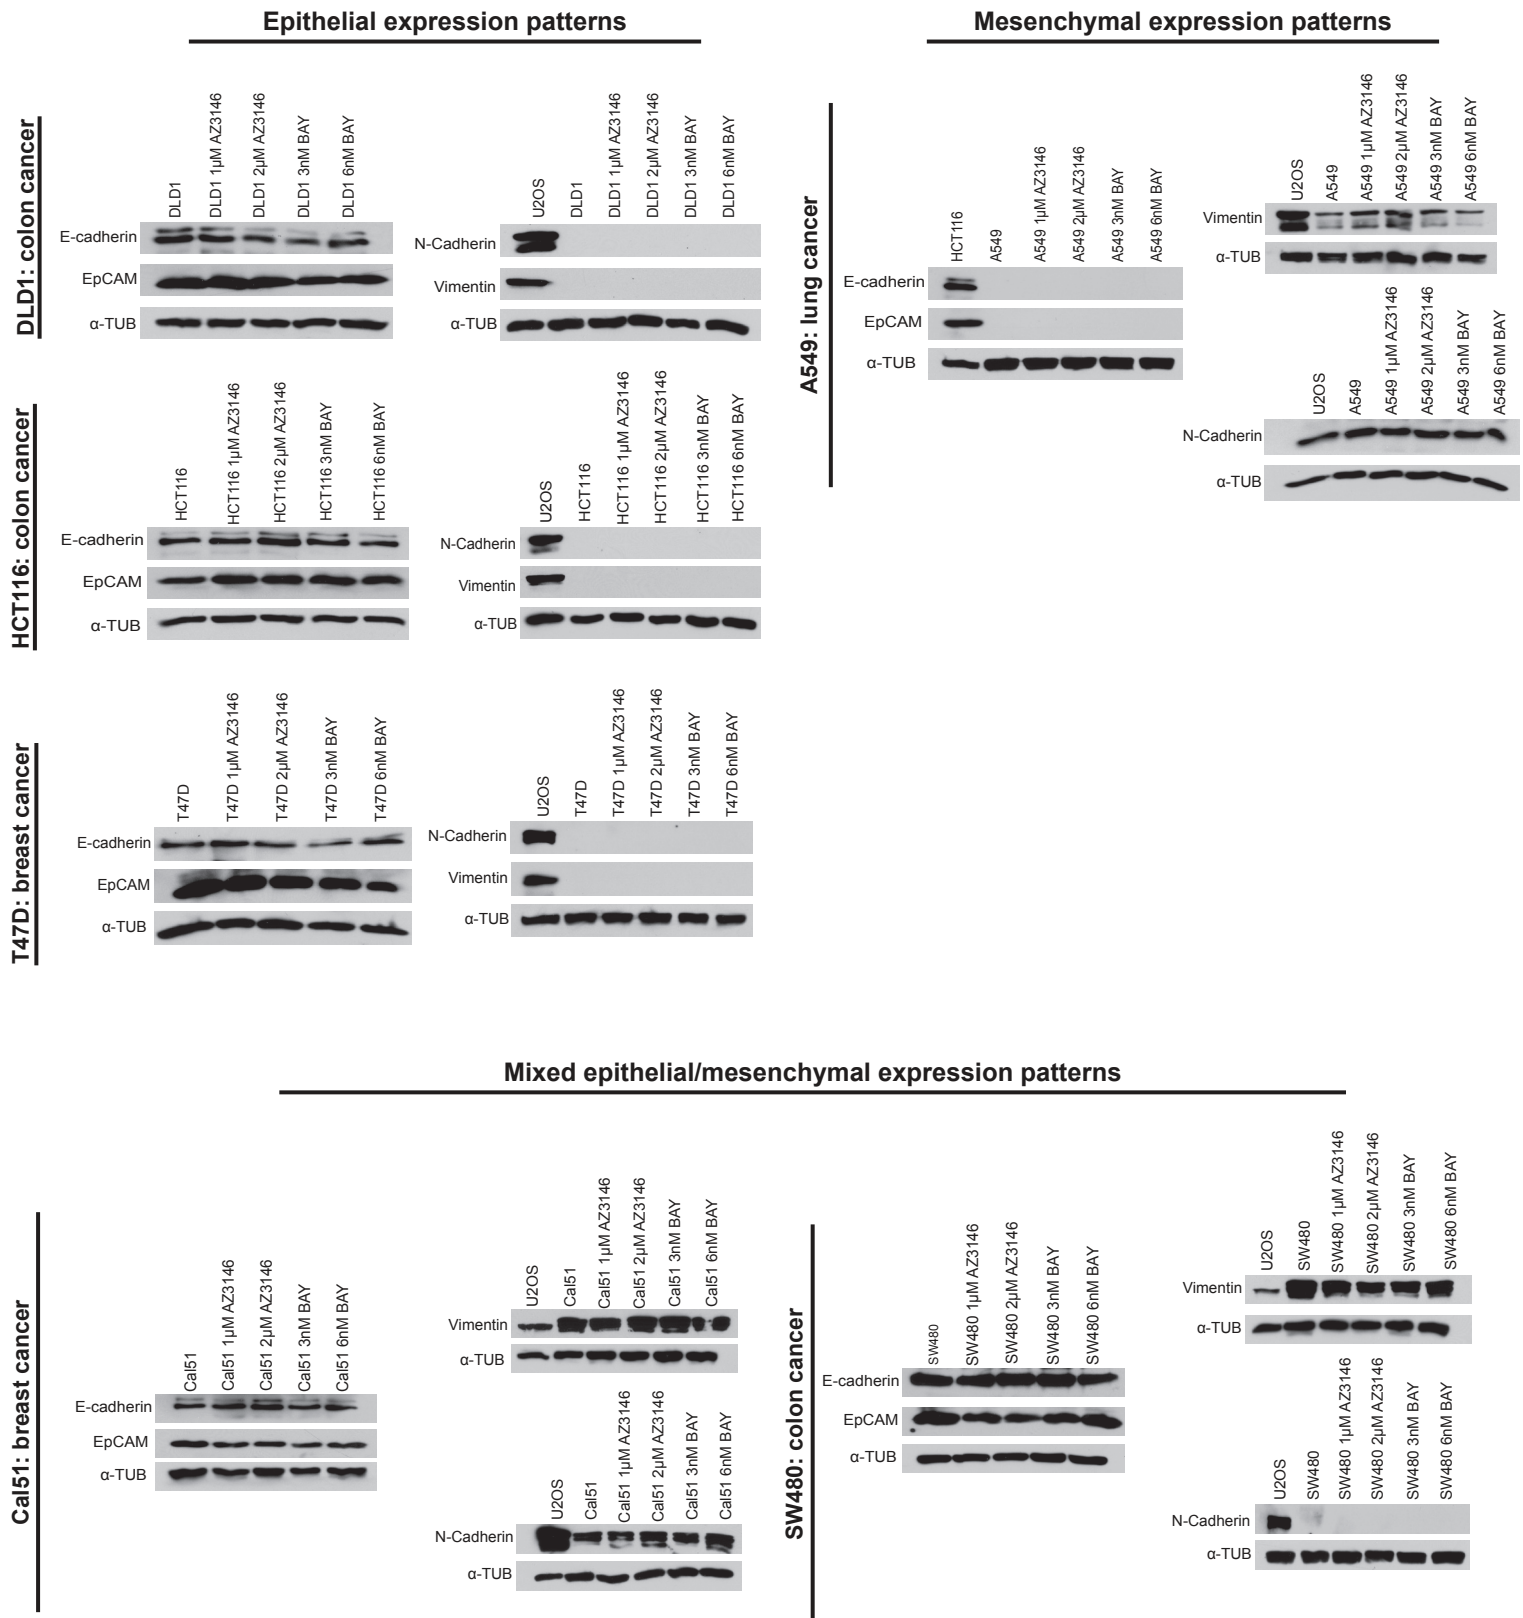 Epithelial expression patterns
Mesenchymal expression patterns
DLD1: colon cancer
DLD1
DLD1 1µM AZ3146
DLD1 2µM AZ3146
DLD1 3nM BAY
DLD1 6nM BAY
E-cadherin
EpCAM
α-TUB
U2OS
DLD1
DLD1 1µM AZ3146
DLD1 2µM AZ3146
DLD1 3nM BAY
DLD1 6nM BAY
N-Cadherin
Vimentin
α-TUB
A549: lung cancer
HCT116
A549
A549 1µM AZ3146
A549 2µM AZ3146
A549 3nM BAY
A549 6nM BAY
E-cadherin
EpCAM
α-TUB
U2OS
A549
A549 1µM AZ3146
A549 2µM AZ3146
A549 3nM BAY
A549 6nM BAY
Vimentin
α-TUB
U2OS
A549
A549 1µM AZ3146
A549 2µM AZ3146
A549 3nM BAY
A549 6nM BAY
N-Cadherin
α-TUB
HCT116: colon cancer
HCT116
HCT116 1µM AZ3146
HCT116 2µM AZ3146
HCT116 3nM BAY
HCT116 6nM BAY
E-cadherin
EpCAM
α-TUB
U2OS
HCT116
HCT116 1µM AZ3146
HCT116 2µM AZ3146
HCT116 3nM BAY
HCT116 6nM BAY
N-Cadherin
Vimentin
α-TUB
T47D: breast cancer
T47D
T47D 1µM AZ3146
T47D 2µM AZ3146
T47D 3nM BAY
T47D 6nM BAY
E-cadherin
EpCAM
α-TUB
U2OS
T47D
T47D 1µM AZ3146
T47D 2µM AZ3146
T47D 3nM BAY
T47D 6nM BAY
N-Cadherin
Vimentin
α-TUB
Mixed epithelial/mesenchymal expression patterns
Cal51: breast cancer
Cal51
Cal51 1µM AZ3146
Cal51 2µM AZ3146
Cal51 3nM BAY
Cal51 6nM BAY
E-cadherin
EpCAM
α-TUB
U2OS
Cal51
Cal51 1µM AZ3146
Cal51 2µM AZ3146
Cal51 3nM BAY
Cal51 6nM BAY
Vimentin
α-TUB
U2OS
Cal51
Cal51 1µM AZ3146
Cal51 2µM AZ3146
Cal51 3nM BAY
Cal51 6nM BAY
N-Cadherin
α-TUB
SW480: colon cancer
SW480
SW480 1µM AZ3146
SW480 2µM AZ3146
SW480 3nM BAY
SW480 6nM BAY
E-cadherin
EpCAM
α-TUB
U2OS
SW480
SW480 1µM AZ3146
SW480 2µM AZ3146
SW480 3nM BAY
SW480 6nM BAY
Vimentin
α-TUB
U2OS
SW480
SW480 1µM AZ3146
SW480 2µM AZ3146
SW480 3nM BAY
SW480 6nM BAY
N-Cadherin
α-TUB